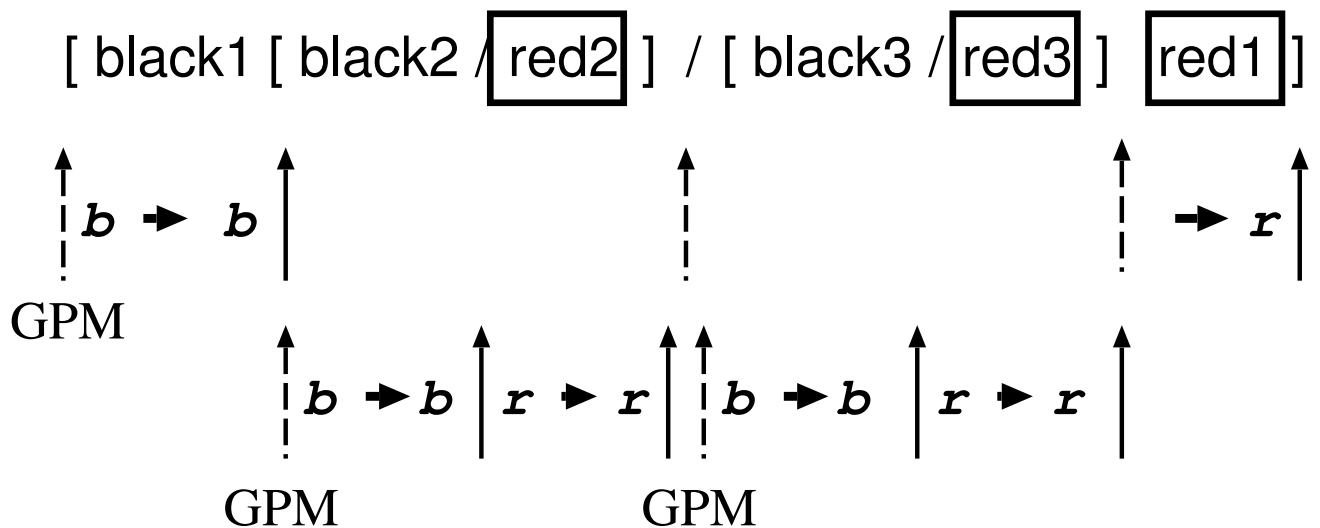 [ black1 [ black2 / red2 ] / [ black3 / red3 ] red1 ]
b b r
GPM
b b r r b b r r
GPM GPM